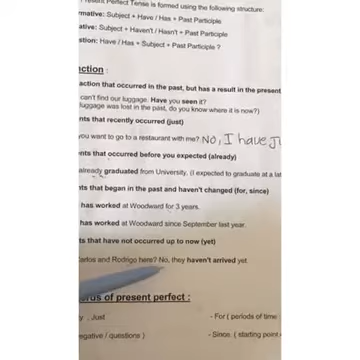 Present Perfect Tense is formed using the following structure:
rmative: Subject + Have / Has + Past Participle
ative: Subject + Haven't / Hasn't + Past Participle
stion: Have / Has + Subject + Past Participle ?
nction :
action that occurred in the past, but has a result in the present
can't find our luggage. Have you seen it?
luggage was lost in the past, do you know where it is now?)
nts that recently occurred (just)
you want to go to a restaurant with me? No, I have
nts that occurred before you expected (already)
already graduated from University. (I expected to graduate at a lat
nts that began in the past and haven't changed (for, since)
has worked at Woodward for 3 years.
has worked at Woodward since September last year.
ts that have not occurred up to now (yet)
Carlos and Rodrigo here? No, they haven't arrived yet.
of present perfect :
y , Just - For ( periods of time
egative / questions ) - Since ( starting point